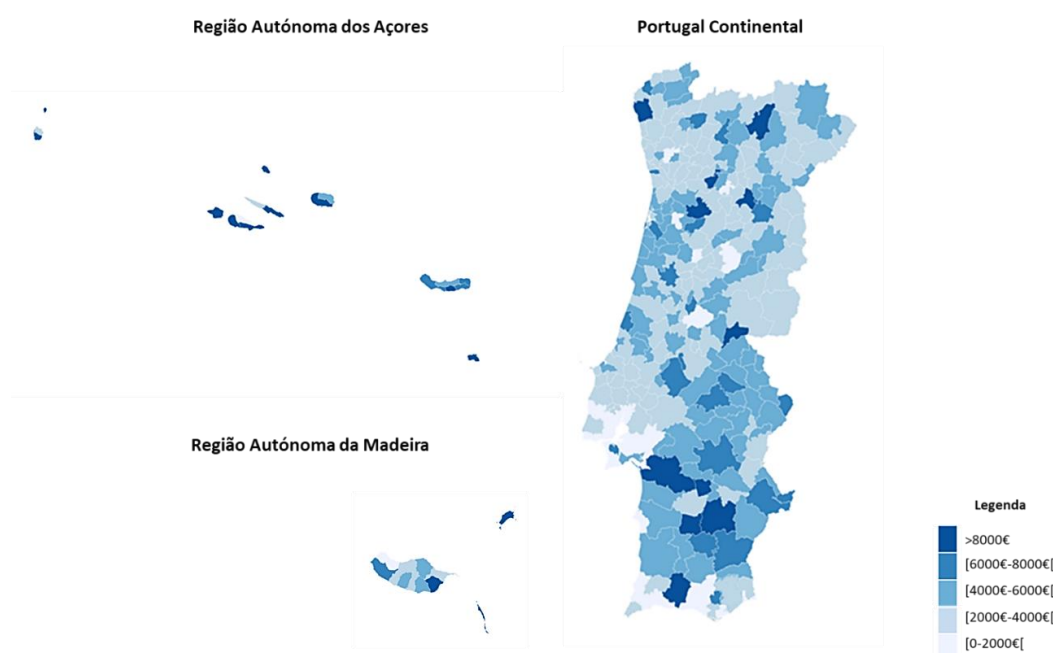 Região Autónoma dos Açores
Portugal Continental
Região Autónoma da Madeira
Legenda
>8000€
[6000€-8000€[
[4000€-6000€[
[2000€-4000€[
[0-2000€[